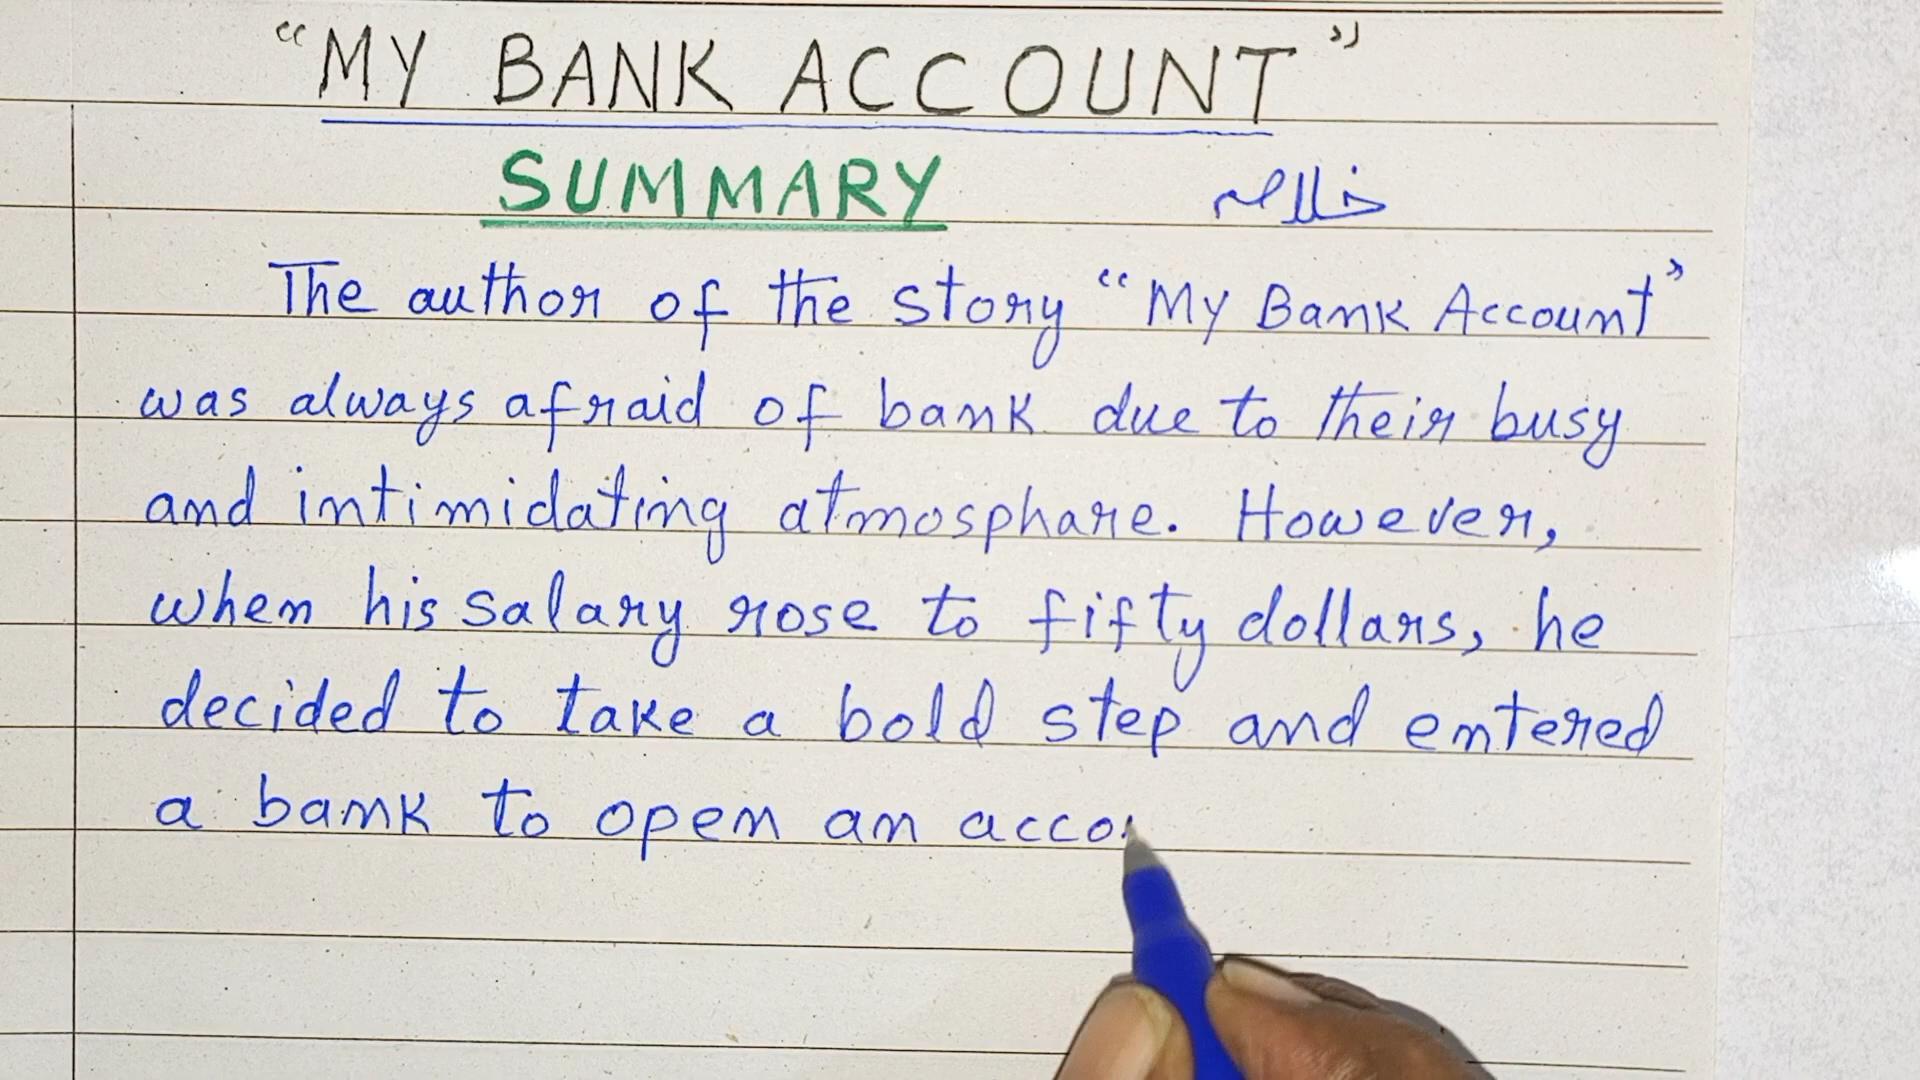 “MY BANK ACCOUNT”
SUMMARY خلاصہ
The author of the story “My Bank Account”
was always afraid of bank due to their busy
and intimidating atmosphare. However,
when his salary rose to fifty dollars, he
decided to take a bold step and entered
a bank to open an acco